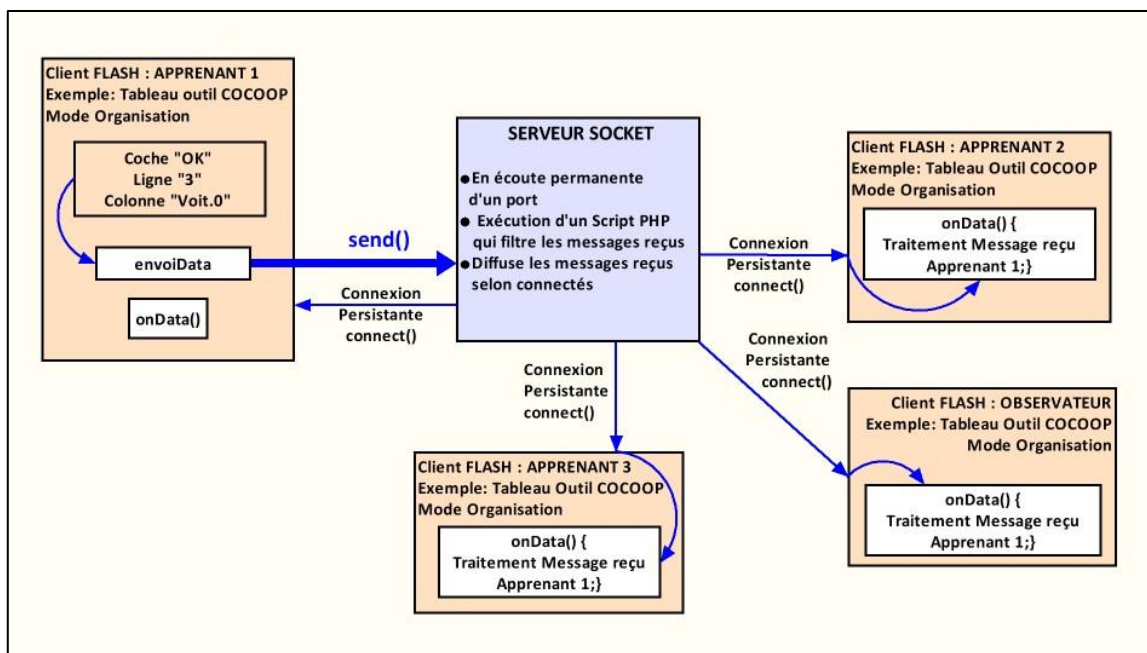 Client FLASH : APPRENANT 1
Exemple: Tableau outil COCOOP
Mode Organisation
Coche "OK"
Ligne "3"
Colonne "Voit.0"
envoiData
onData()
send()
Connexion
Persistante
connect()
SERVEUR SOCKET
●En écoute permanente
d'un port
● Exécution d'un Script PHP
qui filtre les messages reçus
●Diffuse les messages reçus
selon connectés
Connexion
Persistante
connect()
Client FLASH : APPRENANT 2
Exemple: Tableau Outil COCOOP
Mode Organisation
onData() {
Traitement Message reçu
Apprenant 1;}
Connexion
Persistante
connect()
Client FLASH : OBSERVATEUR
Exemple: Tableau Outil COCOOP
Mode Organisation
onData() {
Traitement Message reçu
Apprenant 1;}
Connexion
Persistante
connect()
Client FLASH : APPRENANT 3
Exemple: Tableau Outil COCOOP
Mode Organisation
onData() {
Traitement Message reçu
Apprenant 1;}